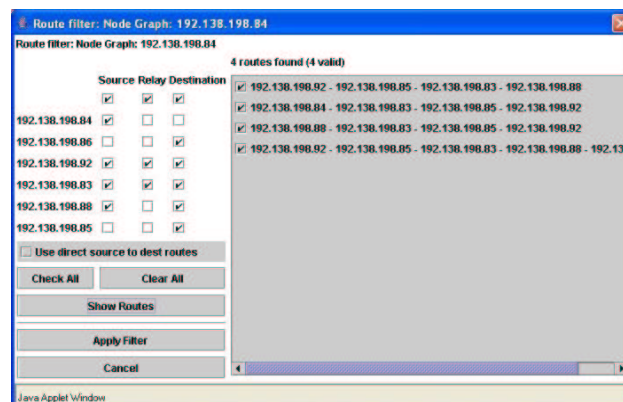 Route filter: Node Graph: 192.138.198.84
Route filter: Node Graph: 192.138.198.84
4 routes found (4 valid)
Source Relay Destination
192.138.198.84
192.138.198.86
192.138.198.92
192.138.198.83
192.138.198.88
192.138.198.85
192.138.198.92 - 192.138.198.85 - 192.138.198.83 - 192.138.198.88
192.138.198.84 - 192.138.198.83 - 192.138.198.85 - 192.138.198.92
192.138.198.88 - 192.138.198.83 - 192.138.198.85 - 192.138.198.92
192.138.198.92 - 192.138.198.85 - 192.138.198.83 - 192.138.198.88 - 192.13
Use direct source to dest routes
Check All
Clear All
Show Routes
Apply Filter
Cancel
Java Applet Window